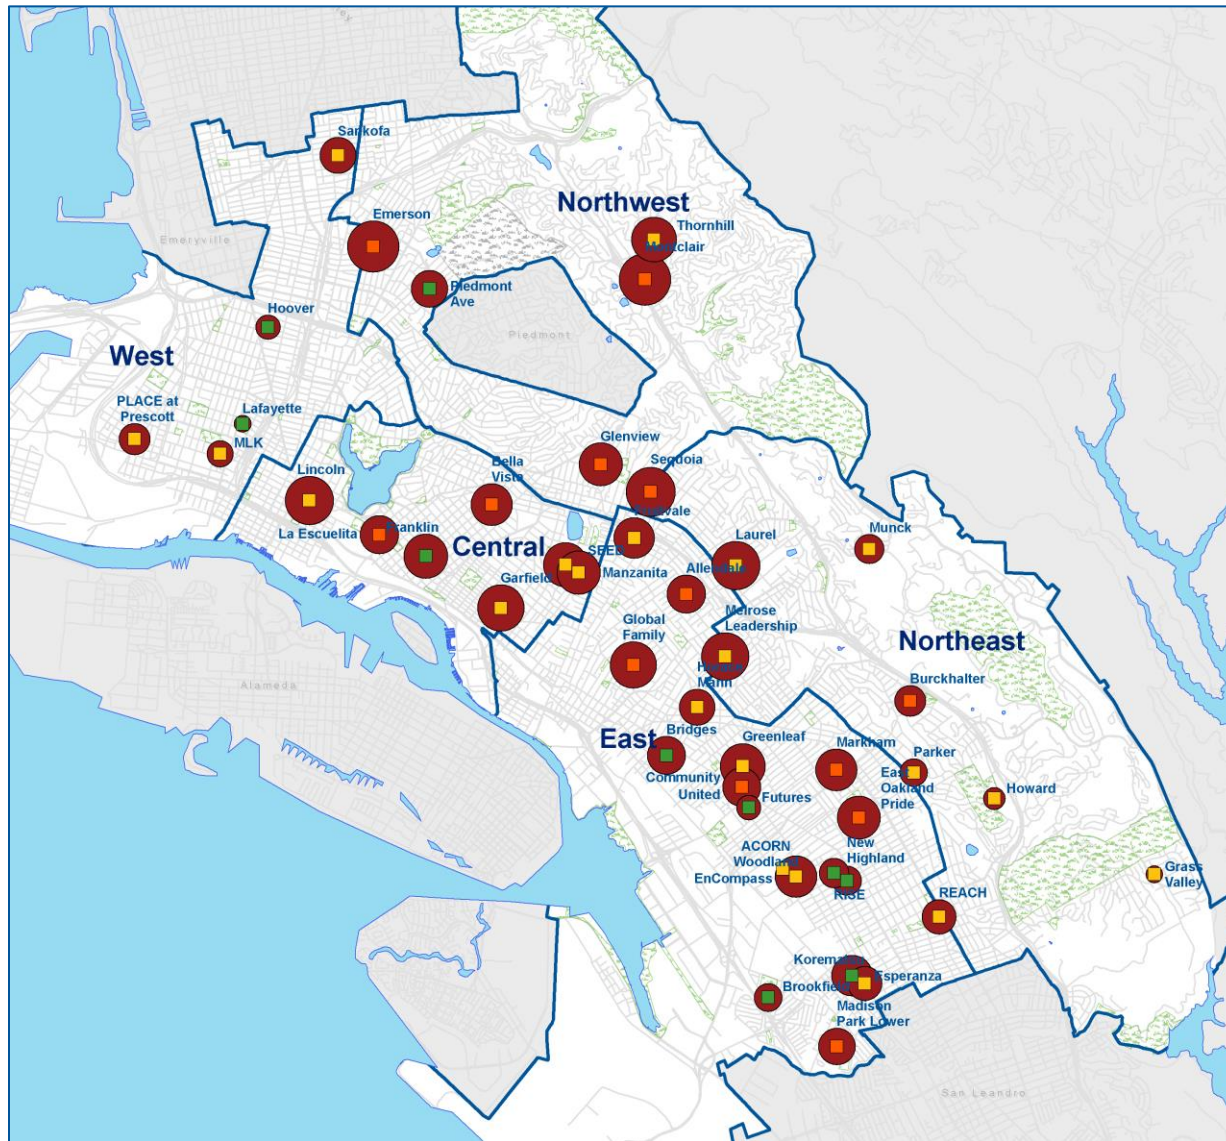 Sankofa
Emerson
Northwest
Thornhill
Montclair
Emeryville
Piedmont
Ave
Piedmont
Hoover
West
PLACE at
Prescott
Lafayette
MLK
Lincoln
La Escuelita
Franklin
Bella
Vista
Glenview
Sequoia
Central
Garfield
SEED
Manzanita
Laurel
Allendale
Munck
Global
Family
Melrose
Leadership
Northeast
Mann
Burckhalter
Alameda
East
Bridges
Greenleaf
Markham
Parker
Community
United
Futures
East
Oakland
Pride
Howard
ACORN
Woodland
EnCompass
New
Highland
RISE
Grass
Valley
REACH
Korematsu
Esperanza
Brookfield
Madison
Park Lower
San Leandro